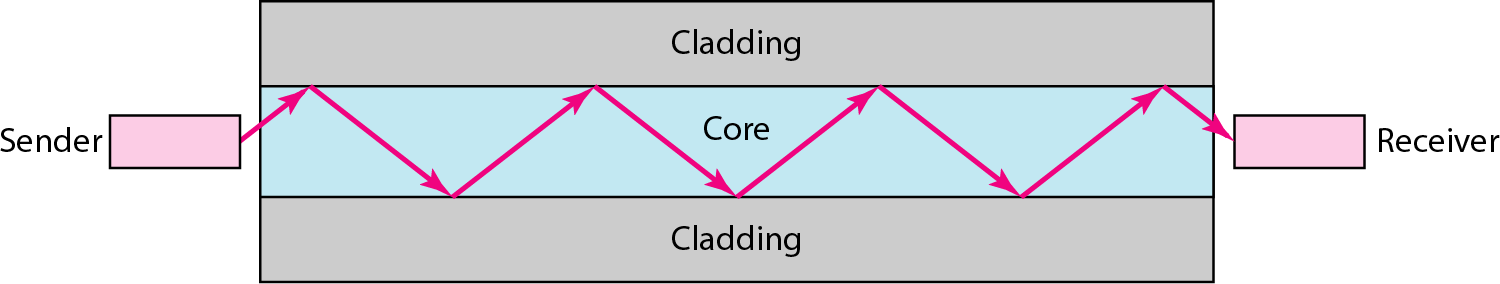 Cladding
Sender
Core
Receiver
Cladding